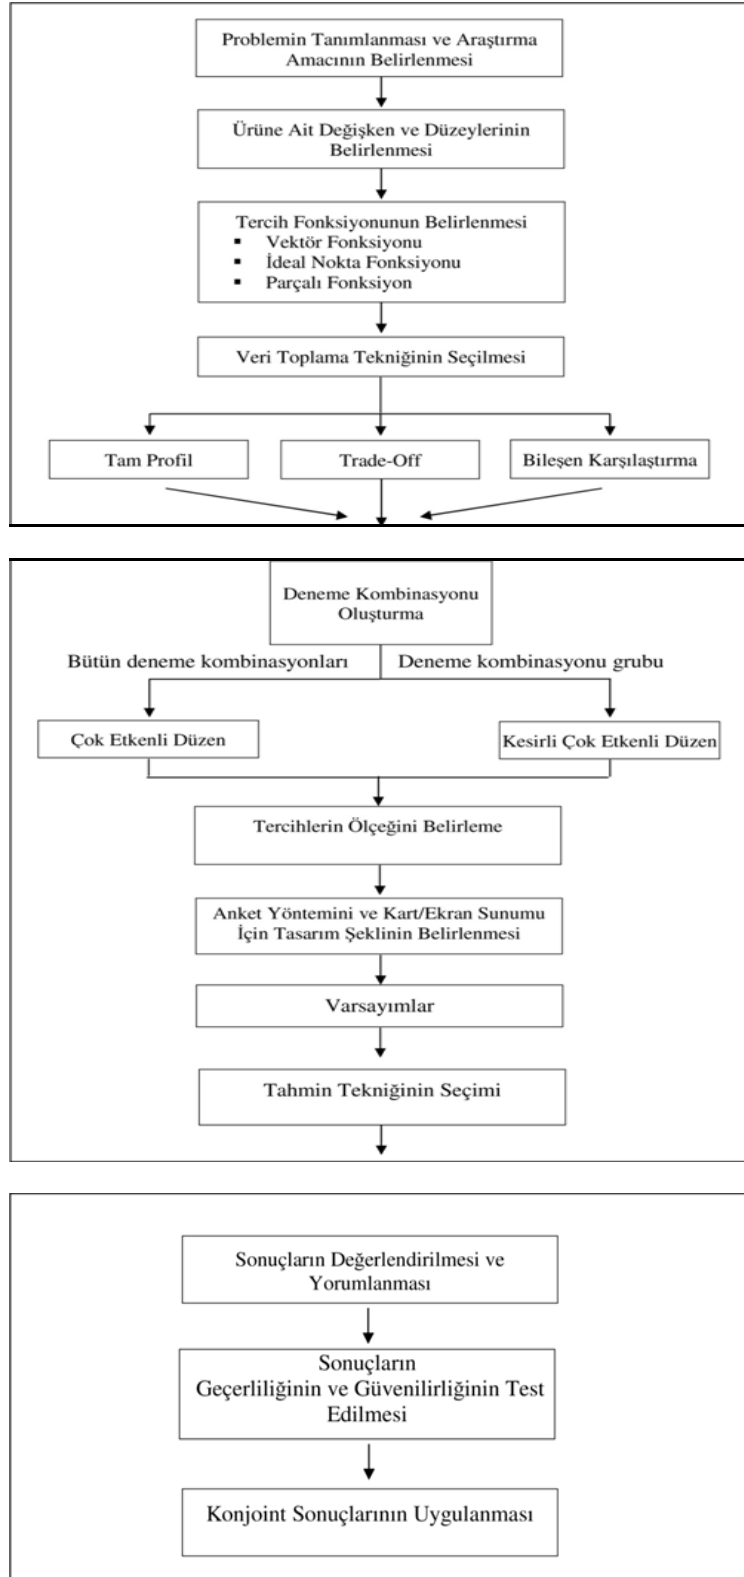 Problemin Tanımlanması ve Araştırma
Amacının Belirlenmesi
Ürüne Ait Değişken ve Düzeylerinin
Belirlenmesi
Tercih Fonksiyonunun Belirlenmesi
▪ Vektör Fonksiyonu
▪ İdeal Nokta Fonksiyonu
▪ Parçalı Fonksiyon
Veri Toplama Tekniğinin Seçilmesi
Tam Profil
Trade-Off
Bileşen Karşılaştırma
Deneme Kombinasyonu
Oluşturma
Bütün deneme kombinasyonları
Deneme kombinasyonu grubu
Çok Etkenli Düzen
Kesirli Çok Etkenli Düzen
Tercihlerin Ölçeğini Belirleme
Anket Yöntemini ve Kart/Ekran Sunumu
İçin Tasarım Şeklinin Belirlenmesi
Varsayımlar
Tahmin Tekniğinin Seçimi
Sonuçların Değerlendirilmesi ve
Yorumlanması
Sonuçların
Geçerliliğinin ve Güvenilirliğinin Test
Edilmesi
Konjoint Sonuçlarının Uygulanması